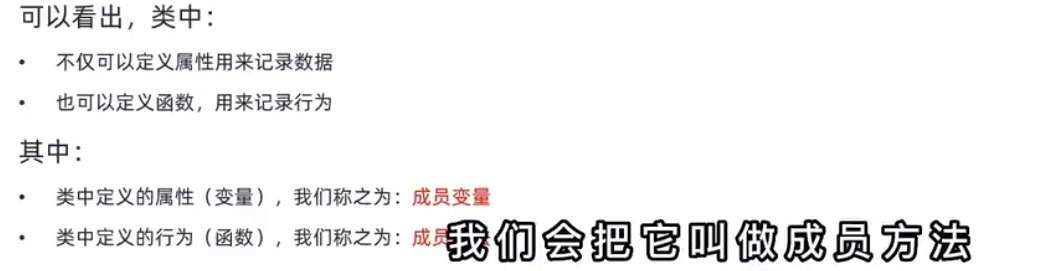 可以看出，类中：
• 不仅可以定义属性用来记录数据
• 也可以定义函数，用来记录行为
其中：
• 类中定义的属性（变量），我们称之为：成员变量
• 类中定义的行为（函数），我们称之为：成员
我们会把它叫做成员方法